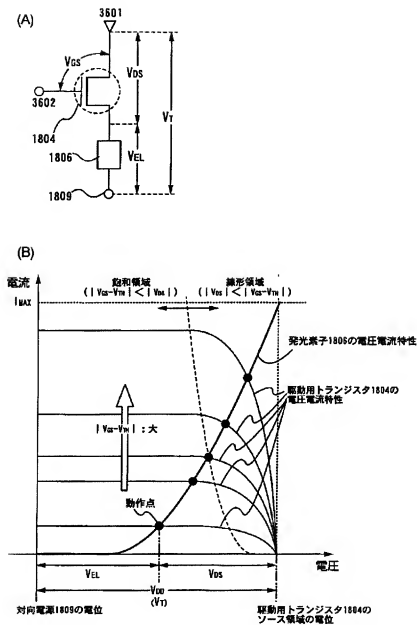 (A)
3601
VGS
VDS
3602
VT
1804
1806
VEL
1809
(B)
電流
IMAX
飽和領域
(|VGS-VTH|<|VDS|)
線形領域
(|VDS|<|VGS-VTH|)
発光素子1806の電圧電流特性
駆動用トランジスタ1804の
電圧電流特性
|VGS-VTH|:大
動作点
電圧
VEL
VDS
VDD
(VT)
対向電源1809の電位
駆動用トランジスタ1804の
ソース領域の電位